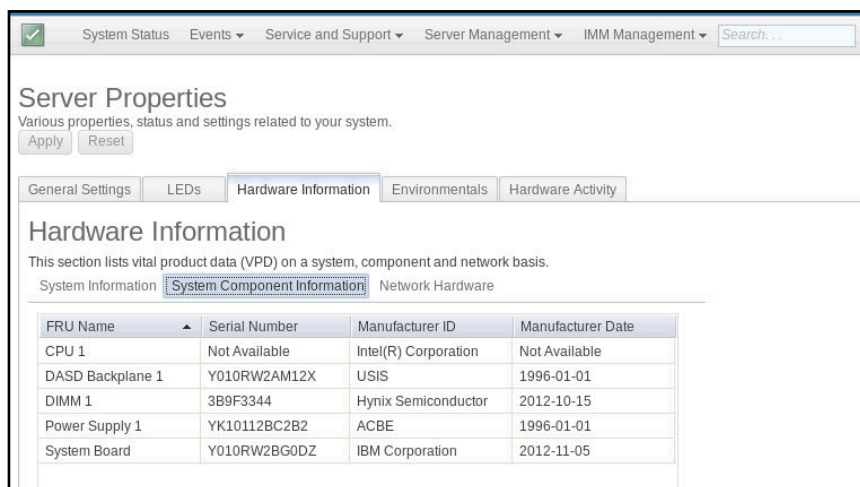 System Status Events Service and Support Server Management IMM Management Search...
Server Properties
Various properties, status and settings related to your system.
Apply Reset
General Settings LEDs Hardware Information Environmentals Hardware Activity
Hardware Information
This section lists vital product data (VPD) on a system, component and network basis.
System Information System Component Information Network Hardware
FRU Name Serial Number Manufacturer ID Manufacturer Date
CPU 1 Not Available Intel(R) Corporation Not Available
DASD Backplane 1 Y010RW2AM12X USIS 1996-01-01
DIMM 1 3B9F3344 Hynix Semiconductor 2012-10-15
Power Supply 1 YK10112BC2B2 ACBE 1996-01-01
System Board Y010RW2BG0DZ IBM Corporation 2012-11-05